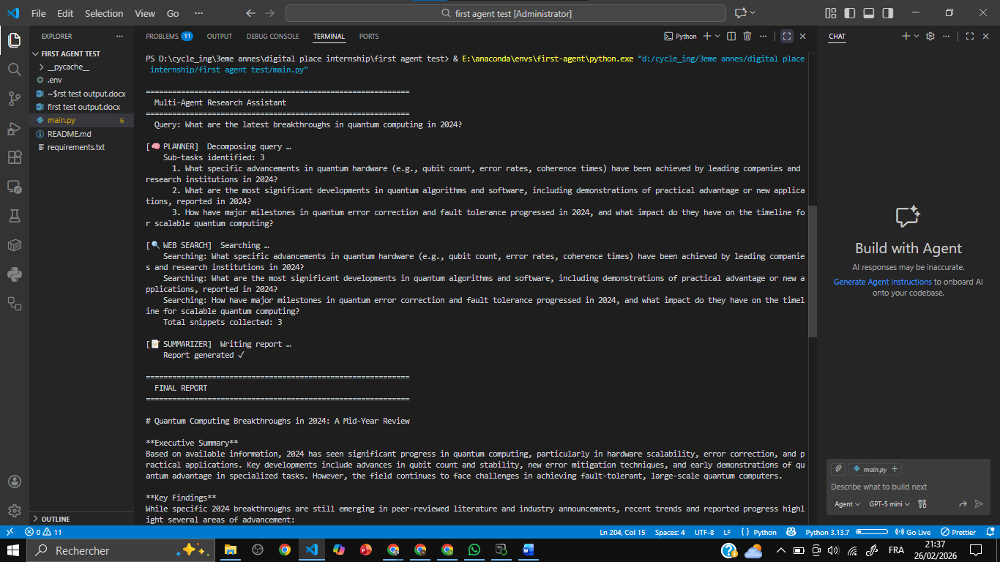 File Edit Selection View Go ··· first agent test [Administrator]
EXPLORER ···
FIRST AGENT TEST
__pycache__
.env
~$rst test output.docx
first test output.docx
main.py 6
README.md
requirements.txt
OUTLINE
PROBLEMS 11 OUTPUT DEBUG CONSOLE TERMINAL PORTS Python
PS D:\cycle_ing\3eme annes\digital place internship\first agent test> & E:\anaconda\envs\first-agent\python.exe "d:/cycle_ing/3eme annes/digital place
internship/first agent test/main.py"
============================================================
Multi-Agent Research Assistant
============================================================
Query: What are the latest breakthroughs in quantum computing in 2024?
[🧠 PLANNER] Decomposing query …
Sub-tasks identified: 3
1. What specific advancements in quantum hardware (e.g., qubit count, error rates, coherence times) have been achieved by leading companies and
research institutions in 2024?
2. What are the most significant developments in quantum algorithms and software, including demonstrations of practical advantage or new applica
tions, reported in 2024?
3. How have major milestones in quantum error correction and fault tolerance progressed in 2024, and what impact do they have on the timeline fo
r scalable quantum computing?
[🔍 WEB SEARCH] Searching …
Searching: What specific advancements in quantum hardware (e.g., qubit count, error rates, coherence times) have been achieved by leading companie
s and research institutions in 2024?
Searching: What are the most significant developments in quantum algorithms and software, including demonstrations of practical advantage or new a
pplications, reported in 2024?
Searching: How have major milestones in quantum error correction and fault tolerance progressed in 2024, and what impact do they have on the timel
ine for scalable quantum computing?
Total snippets collected: 3
[📝 SUMMARIZER] Writing report …
Report generated ✓
============================================================
FINAL REPORT
============================================================
# Quantum Computing Breakthroughs in 2024: A Mid-Year Review
**Executive Summary**
Based on available information, 2024 has seen significant progress in quantum computing, particularly in hardware scalability, error correction, and p
ractical applications. Key developments include advances in qubit count and stability, new error mitigation techniques, and early demonstrations of qu
antum advantage in specialized tasks. However, the field continues to face challenges in achieving fault-tolerant, large-scale quantum computers.
**Key Findings**
While specific 2024 breakthroughs are still emerging in peer-reviewed literature and industry announcements, recent trends and reported progress highl
ight several areas of advancement:
CHAT
Build with Agent
AI responses may be inaccurate.
Generate Agent Instructions to onboard AI
onto your codebase.
main.py
Describe what to build next
Agent GPT-5 mini
0 11 Ln 204, Col 15 Spaces: 4 UTF-8 LF { } Python Python 3.13.7 Go Live Prettier
Rechercher FRA 21:37
26/02/2026